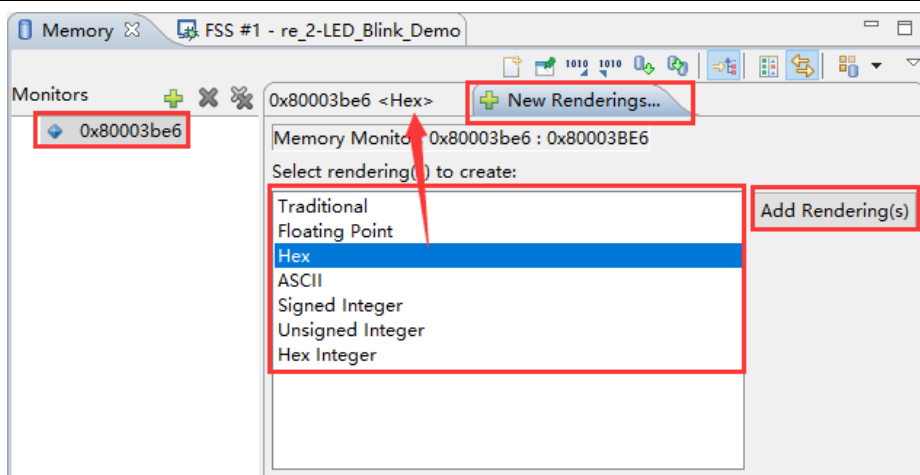 Memory
FSS #1 - re_2-LED_Blink_Demo
Monitors
0x80003be6 <Hex>
New Renderings...
0x80003be6
Memory Monito : 0x80003be6 : 0x80003BE6
Select rendering( ) to create:
Traditional
Add Rendering(s)
Floating Point
Hex
ASCII
Signed Integer
Unsigned Integer
Hex Integer